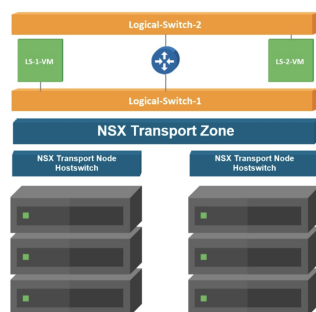 Logical-Switch-2
LS-1-VM
LS-2-VM
Logical-Switch-1
NSX Transport Zone
NSX Transport Node
Hostswitch
NSX Transport Node
Hostswitch